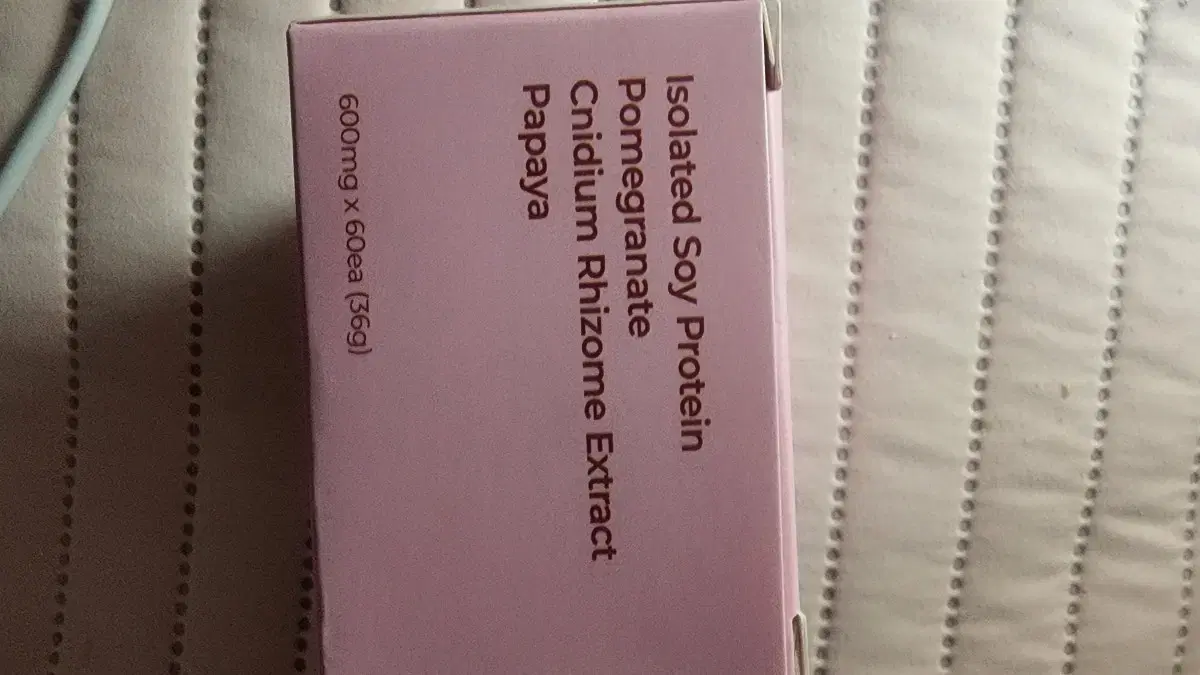 Isolated Soy Protein
Pomegranate
Cnidium Rhizome Extract
Papaya
600mg x 60ea (36g)